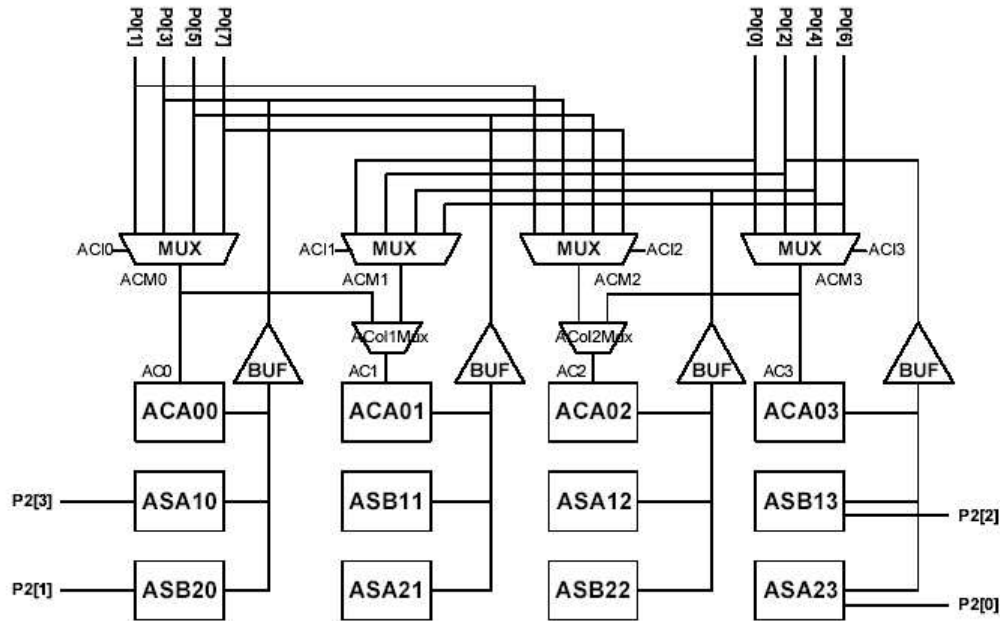 P0[1] P0[3] P0[5] P0[7] P0[0] P0[2] P0[4] P0[6]
ACI0 MUX ACI1 MUX MUX ACI2 MUX ACI3
ACM0 ACM1 ACM2 ACM3
ACol1Mux ACol2Mux
AC0 BUF AC1 BUF AC2 BUF AC3 BUF
ACA00 ACA01 ACA02 ACA03
P2[3] ASA10 ASB11 ASA12 ASB13
P2[2]
P2[1] ASB20 ASA21 ASB22 ASA23
P2[0]